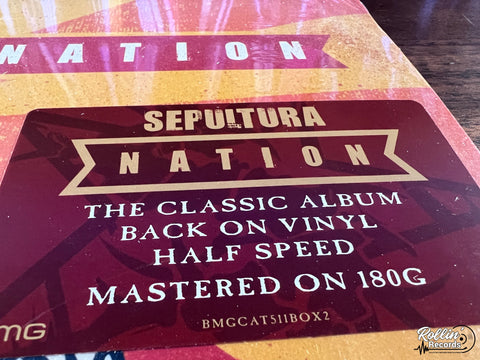 NATION
SEPULTURA
NATION
THE CLASSIC ALBUM
BACK ON VINYL
HALF SPEED
MASTERED ON 180G
BMGCAT511BOX2
MG
Rollin'
Records